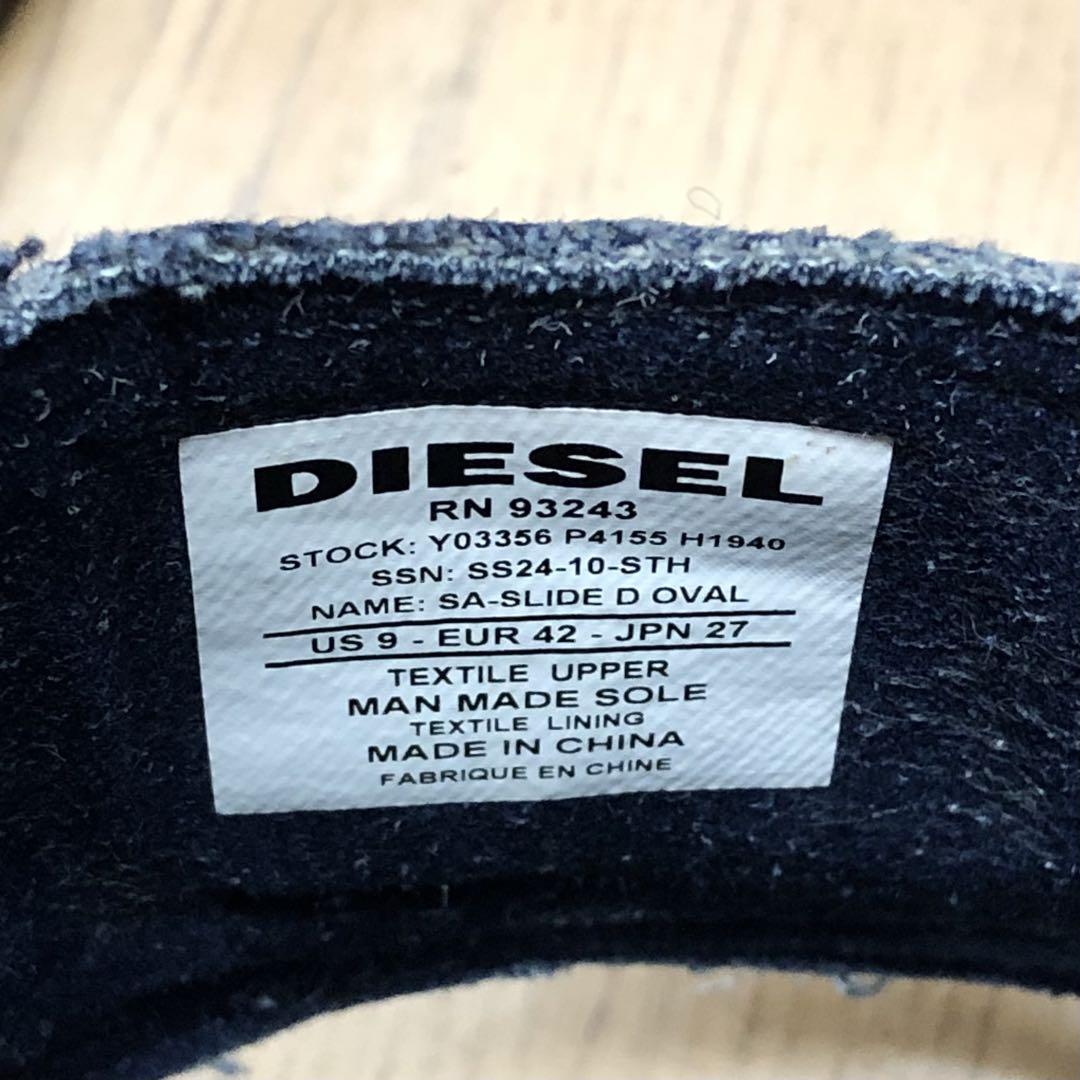 DIESEL
RN 93243
STOCK: Y03356 P4155 H1940
SSN: SS24-10-STH
NAME: SA-SLIDE D OVAL
US 9 - EUR 42 - JPN 27
TEXTILE UPPER
MAN MADE SOLE
TEXTILE LINING
MADE IN CHINA
FABRIQUE EN CHINE